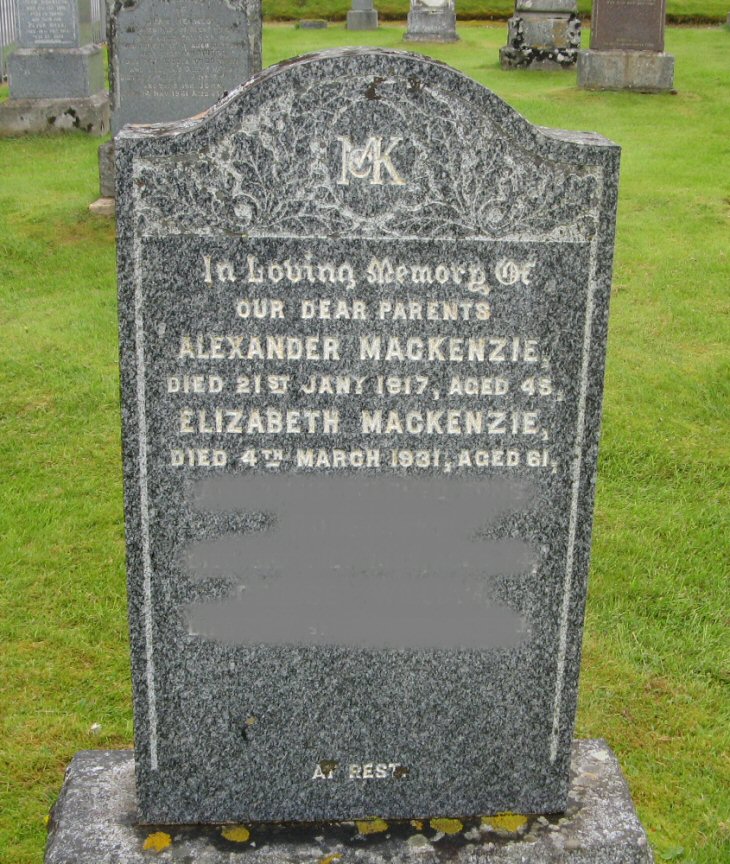 McK
In Loving Memory Of
OUR DEAR PARENTS
ALEXANDER MACKENZIE,
DIED 21ST JANY 1917, AGED 45,
ELIZABETH MACKENZIE,
DIED 4TH MARCH 1931, AGED 61,
AT REST.